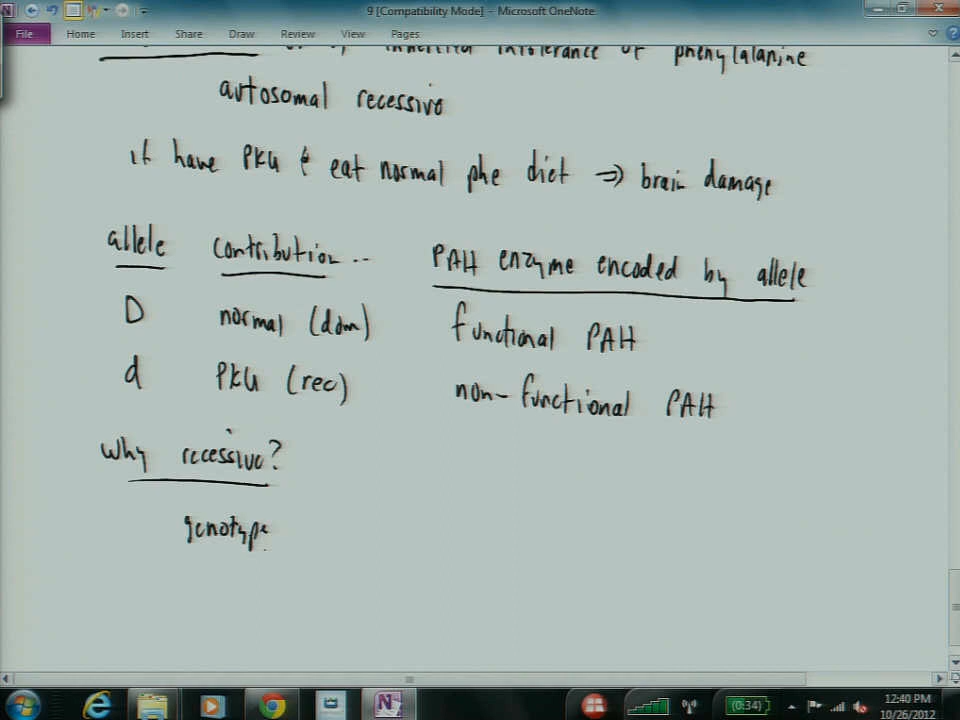 9 [Compatibility Mode] - Microsoft OneNote
File Home Insert Share Draw Review View Pages
intolerance of phenylalanine
autosomal recessive
if have PKU & eat normal phe diet ⇒ brain damage
allele contribution .. PAH enzyme encoded by allele
D normal (dom) functional PAH
d PKU (rec) non-functional PAH
why recessive?
genotype
(0:34) 12:40 PM
10/26/2012